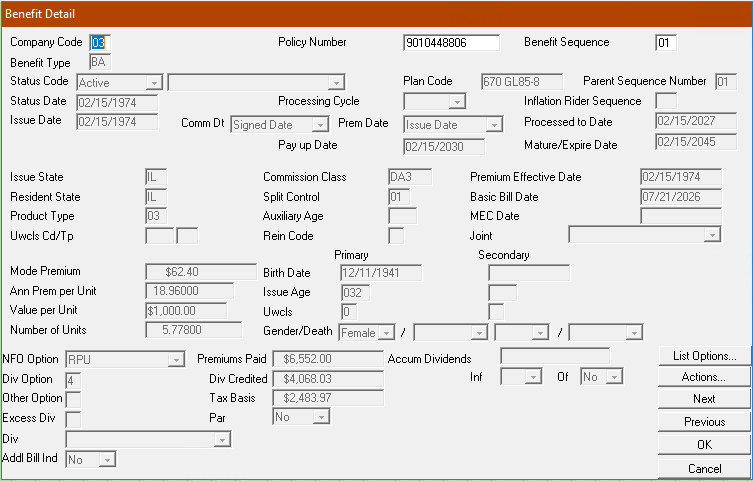 Benefit Detail
Company Code 03 Policy Number 9010448806 Benefit Sequence 01
Benefit Type BA
Status Code Active Plan Code 670 GL85-8 Parent Sequence Number 01
Status Date 02/15/1974 Processing Cycle Inflation Rider Sequence
Issue Date 02/15/1974 Comm Dt Signed Date Prem Date Issue Date Processed to Date 02/15/2027
Pay up Date 02/15/2030 Mature/Expire Date 02/15/2045
Issue State IL Commission Class DA3 Premium Effective Date 02/15/1974
Resident State IL Split Control 01 Basic Bill Date 07/21/2026
Product Type 03 Auxiliary Age MEC Date
Uwcls Cd/Tp Rein Code Joint
Primary Secondary
Mode Premium $62.40 Birth Date 12/11/1941
Ann Prem per Unit 18.96000 Issue Age 032
Value per Unit $1,000.00 Uwcls 0
Number of Units 5.77800 Gender/Death Female / /
NFO Option RPU Premiums Paid $6,552.00 Accum Dividends List Options...
Div Option 4 Div Credited $4,068.03 Inf Of No Actions...
Other Option Tax Basis $2,483.97 Next
Excess Div Par No Previous
Div OK
Addl Bill Ind No Cancel